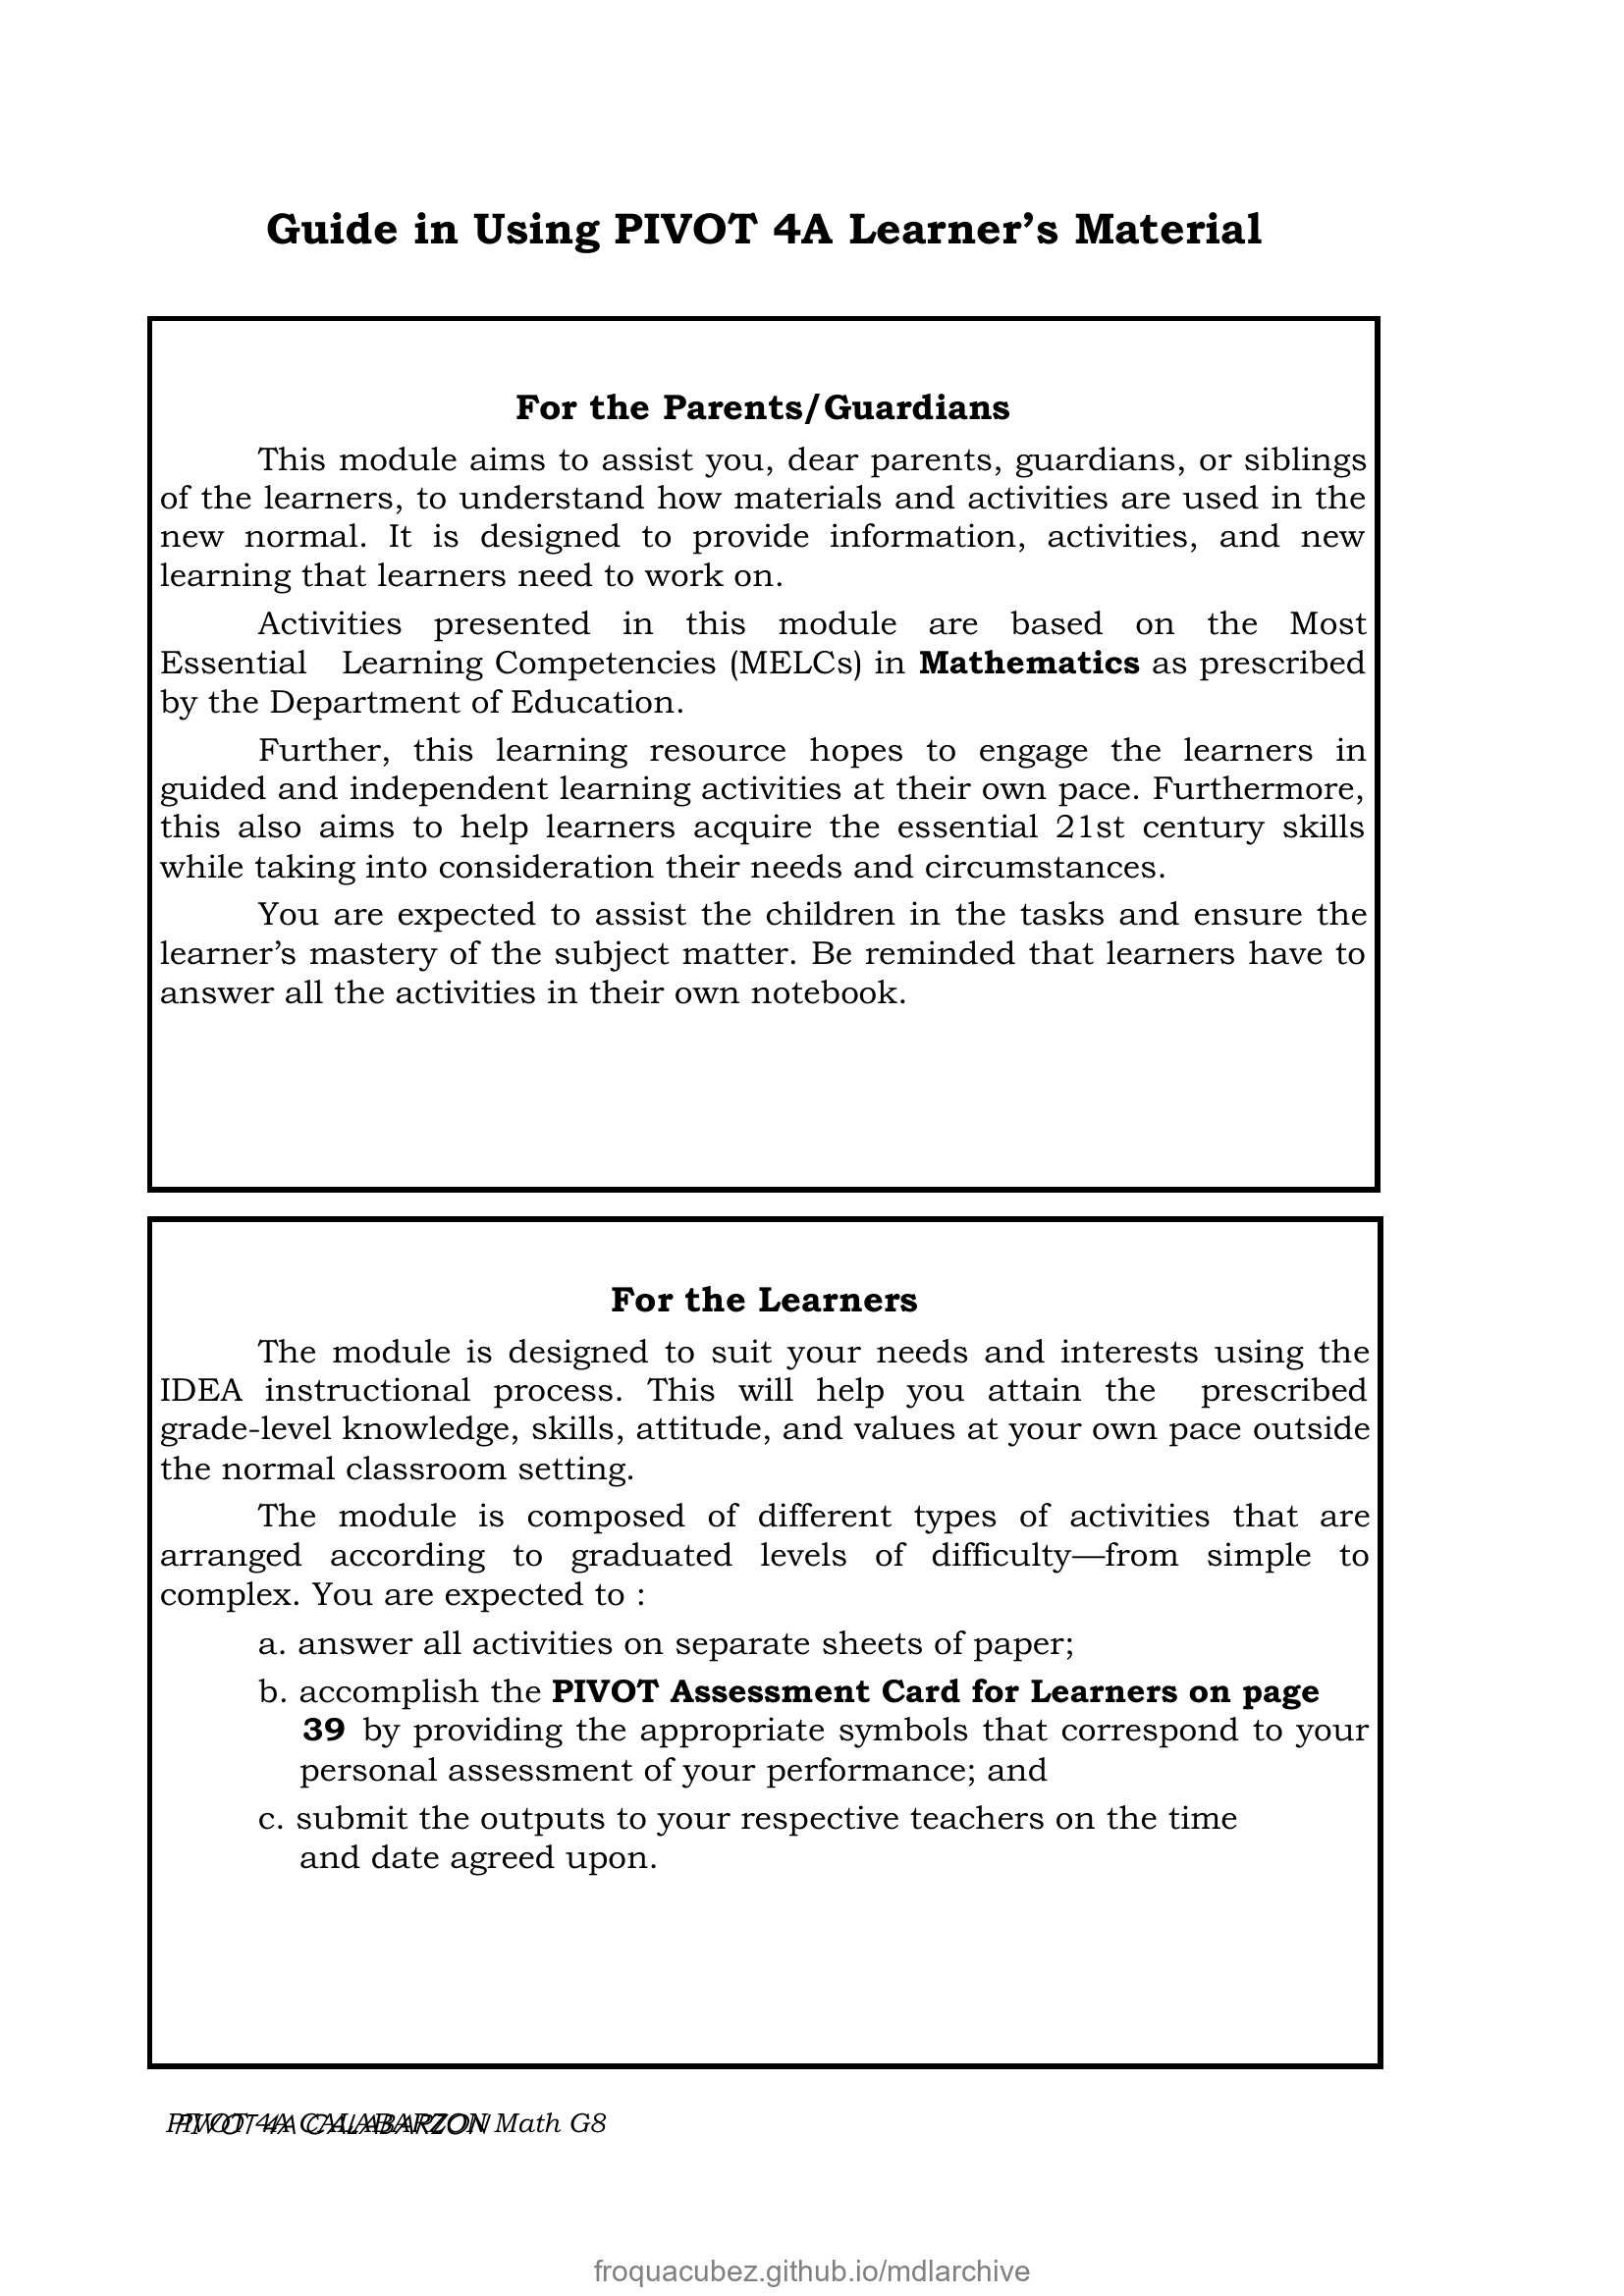 Guide in Using PIVOT 4A Learner’s Material
For the Parents/Guardians
This module aims to assist you, dear parents, guardians, or siblings
of the learners, to understand how materials and activities are used in the
new normal. It is designed to provide information, activities, and new
learning that learners need to work on.
Activities presented in this module are based on the Most
Essential Learning Competencies (MELCs) in Mathematics as prescribed
by the Department of Education.
Further, this learning resource hopes to engage the learners in
guided and independent learning activities at their own pace. Furthermore,
this also aims to help learners acquire the essential 21st century skills
while taking into consideration their needs and circumstances.
You are expected to assist the children in the tasks and ensure the
learner’s mastery of the subject matter. Be reminded that learners have to
answer all the activities in their own notebook.
For the Learners
The module is designed to suit your needs and interests using the
IDEA instructional process. This will help you attain the prescribed
grade-level knowledge, skills, attitude, and values at your own pace outside
the normal classroom setting.
The module is composed of different types of activities that are
arranged according to graduated levels of difficulty—from simple to
complex. You are expected to :
a. answer all activities on separate sheets of paper;
b. accomplish the PIVOT Assessment Card for Learners on page
39 by providing the appropriate symbols that correspond to your
personal assessment of your performance; and
c. submit the outputs to your respective teachers on the time
and date agreed upon.
PIVOT 4A CALABARZON Math G8
froquacubez.github.io/mdlarchive